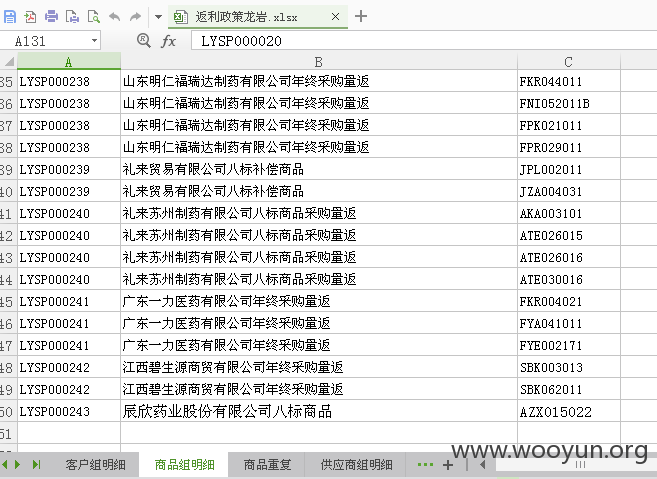 返利政策龙岩.xlsx
A131 fx LYSP000020
A B C
35 LYSP000238 山东明仁福瑞达制药有限公司年终采购量返 FKR044011
36 LYSP000238 山东明仁福瑞达制药有限公司年终采购量返 FNI052011B
37 LYSP000238 山东明仁福瑞达制药有限公司年终采购量返 FPK021011
38 LYSP000238 山东明仁福瑞达制药有限公司年终采购量返 FPR029011
39 LYSP000239 礼来贸易有限公司八标补偿商品 JPL002011
40 LYSP000239 礼来贸易有限公司八标补偿商品 JZA004031
41 LYSP000240 礼来苏州制药有限公司八标商品采购量返 AKA003101
42 LYSP000240 礼来苏州制药有限公司八标商品采购量返 ATE026015
43 LYSP000240 礼来苏州制药有限公司八标商品采购量返 ATE026016
44 LYSP000240 礼来苏州制药有限公司八标商品采购量返 ATE030016
45 LYSP000241 广东一力医药有限公司年终采购量返 FKR004021
46 LYSP000241 广东一力医药有限公司年终采购量返 FYA041011
47 LYSP000241 广东一力医药有限公司年终采购量返 FYE002171
48 LYSP000242 江西碧生源商贸有限公司年终采购量返 SBK003013
49 LYSP000242 江西碧生源商贸有限公司年终采购量返 SBK062011
50 LYSP000243 辰欣药业股份有限公司八标商品 AZX015022
51
www.wooyun.org
客户组明细 商品组明细 商品重复 供应商组明细